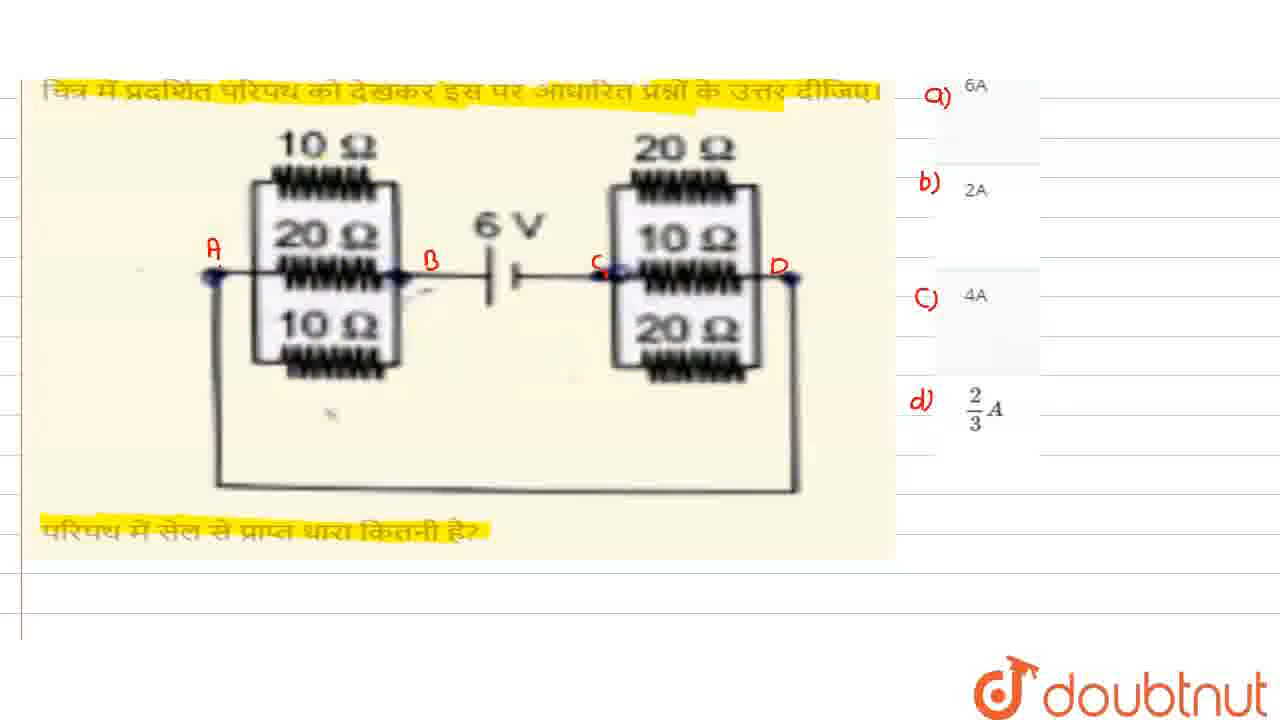 चित्र में प्रदर्शित परिपथ को देखकर इस पर आधारित प्रश्नों के उत्तर दीजिए।
10 Ω
20 Ω
10 Ω
A
B
6 V
C
D
20 Ω
10 Ω
20 Ω
परिपथ में सेल से प्राप्त धारा कितनी है?
a) 6A
b) 2A
c) 4A
d) 2/3 A
doubtnut